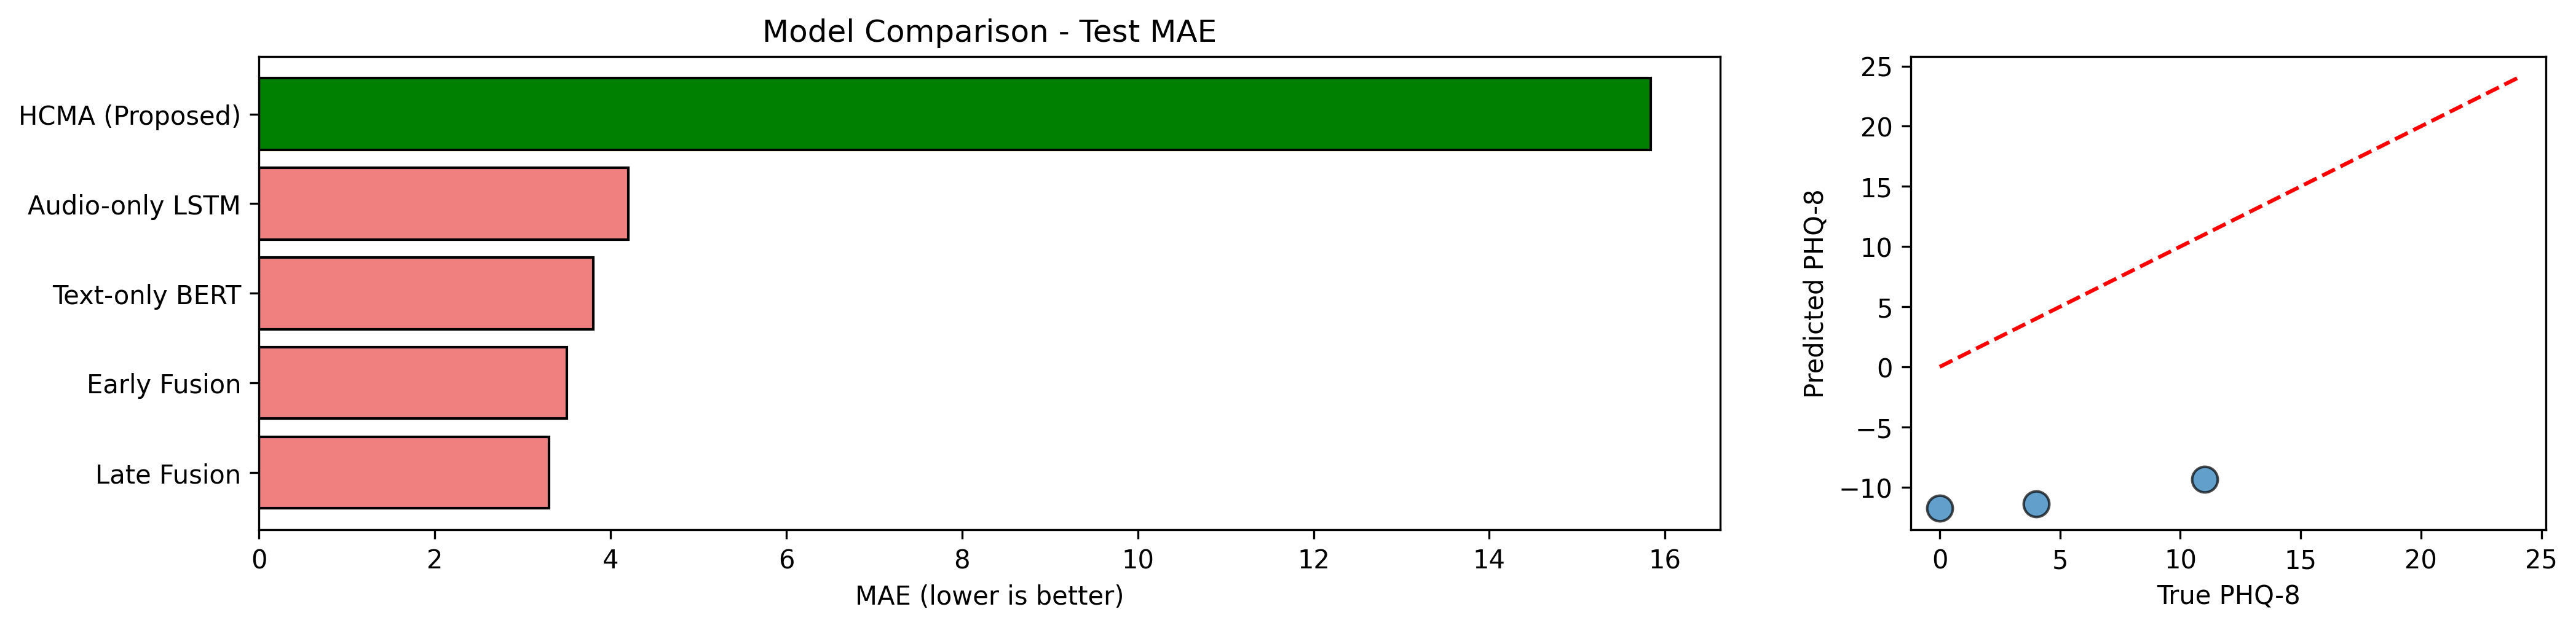 Model Comparison - Test MAE
HCMA (Proposed)
Audio-only LSTM
Text-only BERT
Early Fusion
Late Fusion
0 2 4 6 8 10 12 14 16
MAE (lower is better)
25
20
15
10
5
0
−5
−10
Predicted PHQ-8
0 5 10 15 20 25
True PHQ-8